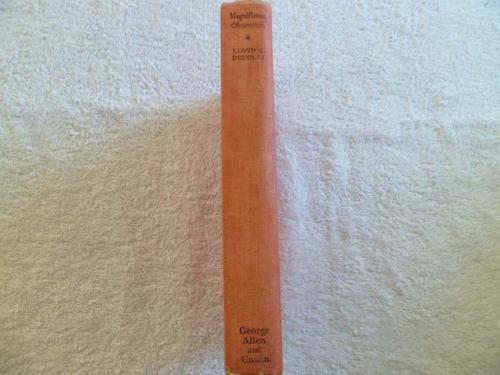 Magnificent
Obsession
*
LLOYD C.
DOUGLAS
George
Allen
and
Unwin